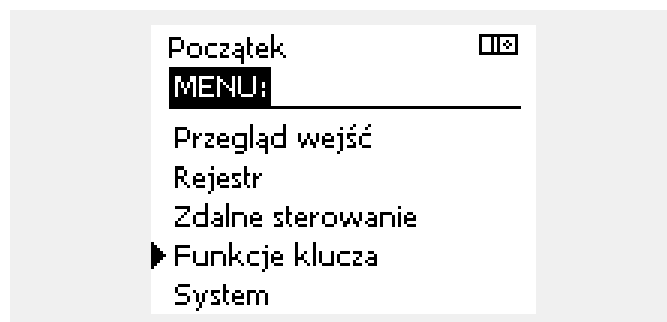 Początek
MENU:
Przegląd wejść
Rejestr
Zdalne sterowanie
Funkcje klucza
System